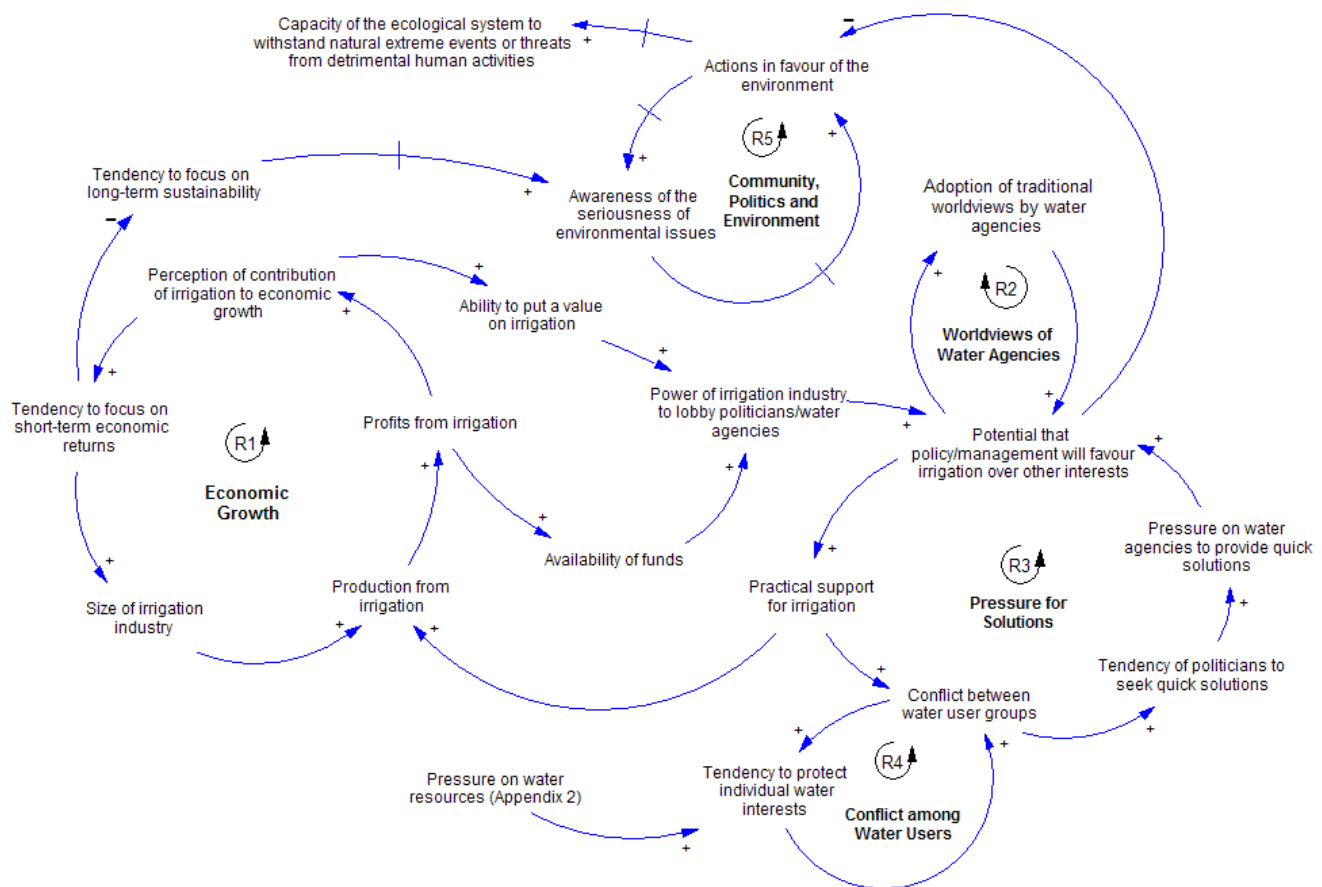 Capacity of the ecological system to
withstand natural extreme events or threats
from detrimental human activities
+
–
Actions in favour of the
environment
+
R5
Community,
Politics and
Environment
+
Tendency to focus on
long-term sustainability
–
+
Awareness of the
seriousness of
environmental issues
Adoption of traditional
worldviews by water
agencies
+
R2
Worldviews of
Water Agencies
+
Perception of contribution
of irrigation to economic
growth
+
+
Ability to put a value
on irrigation
+
+
Tendency to focus on
short-term economic
returns
R1
Economic
Growth
Profits from irrigation
+
Power of irrigation industry
to lobby politicians/water
agencies
+
+
Potential that
policy/management will favour
irrigation over other interests
+
+
Availability of funds
+
Pressure on water
agencies to provide quick
solutions
+
R3
Pressure for
Solutions
+
Size of irrigation
industry
+
Production from
irrigation
+
Practical support
for irrigation
+
Tendency of politicians to
seek quick solutions
+
Conflict between
water user groups
+
+
R4
Conflict among
Water Users
Pressure on water
resources (Appendix 2)
+
Tendency to protect
individual water
interests